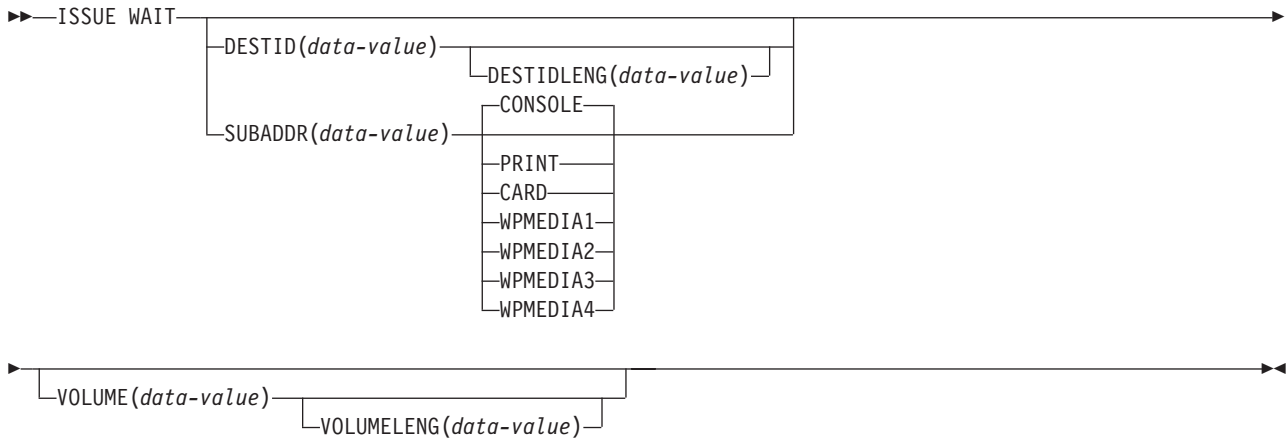 ISSUE WAIT
DESTID(data-value)
DESTIDLENG(data-value)
CONSOLE
SUBADDR(data-value)
PRINT
CARD
WPMEDIA1
WPMEDIA2
WPMEDIA3
WPMEDIA4
VOLUME(data-value)
VOLUMELENG(data-value)